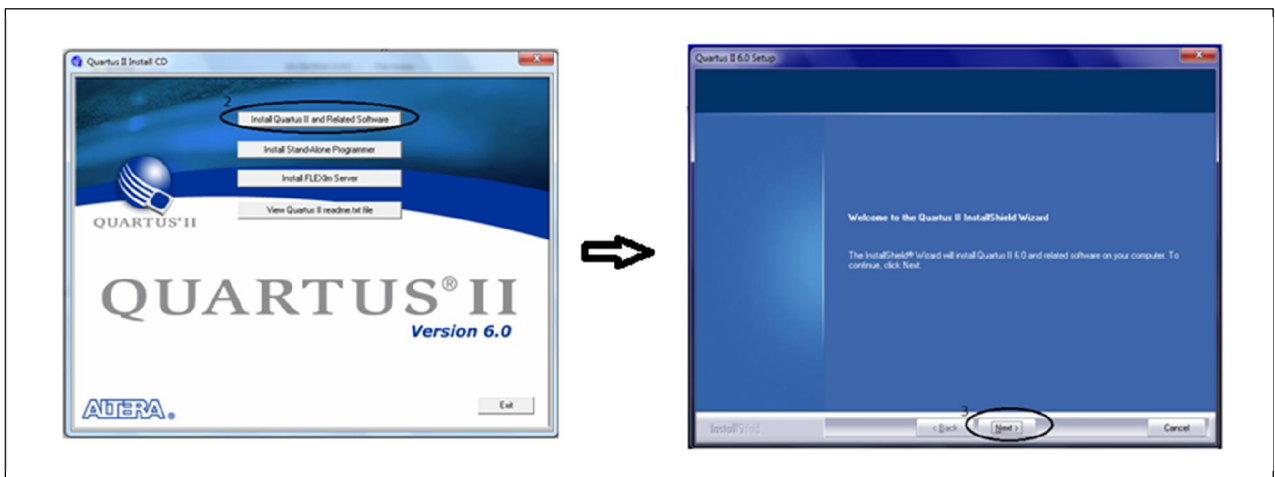 Quartus II Install CD
2
Install Quartus II and Related Software
Install Stand-Alone Programmer
Install FLEXlm Server
View Quartus II readme.txt file
QUARTUS®II
QUARTUS® II
Version 6.0
ALTERA®
Exit
Quartus II 6.0 Setup
Welcome to the Quartus II InstallShield Wizard
The InstallShield® Wizard will install Quartus II 6.0 and related software on your computer. To
continue, click Next.
3
InstallShield
< Back
Next >
Cancel